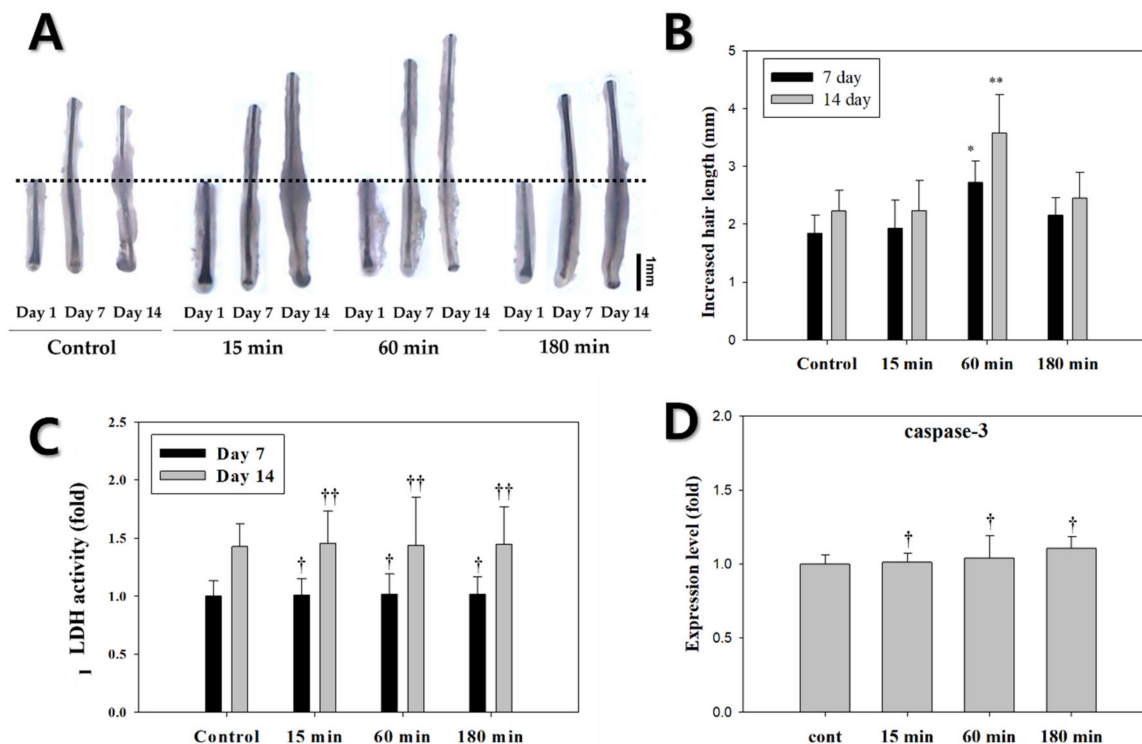 A
Day 1 Day 7 Day 14
Control
Day 1 Day 7 Day 14
15 min
Day 1 Day 7 Day 14
60 min
Day 1 Day 7 Day 14
180 min
1mm
B
Increased hair length (mm)
5
4
3
2
1
0
7 day
14 day
*
**
Control 15 min 60 min 180 min
C
LDH activity (fold)
2.5
2.0
1.5
1.0
0.5
0.0
Day 7
Day 14
† †† † †† † ††
Control 15 min 60 min 180 min
D
caspase-3
Expression level (fold)
2.0
1.5
1.0
0.5
0.0
† † †
cont 15 min 60 min 180 min